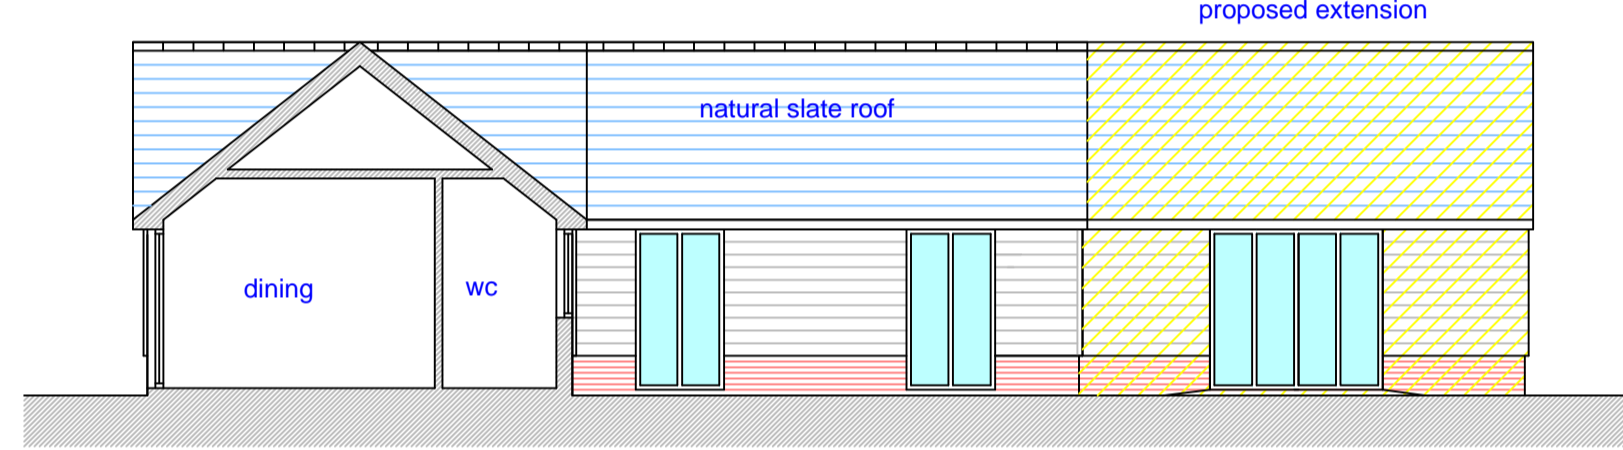 proposed extension
natural slate roof
dining
wc